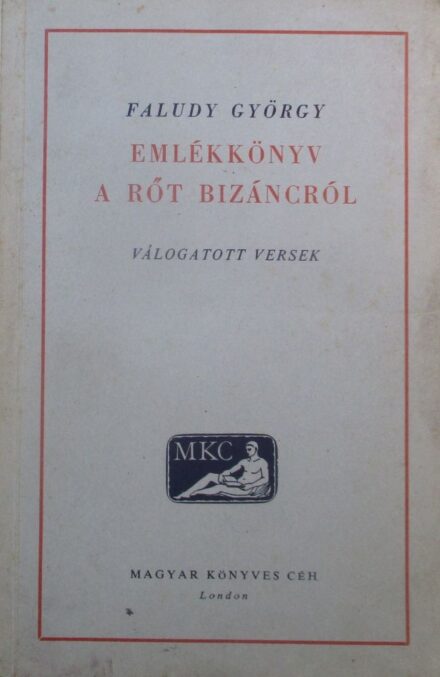 FALUDY GYÖRGY
EMLÉKKÖNYV
A RŐT BIZÁNCRÓL
VÁLOGATOTT VERSEK
MKC
MAGYAR KÖNYVES CÉH
London